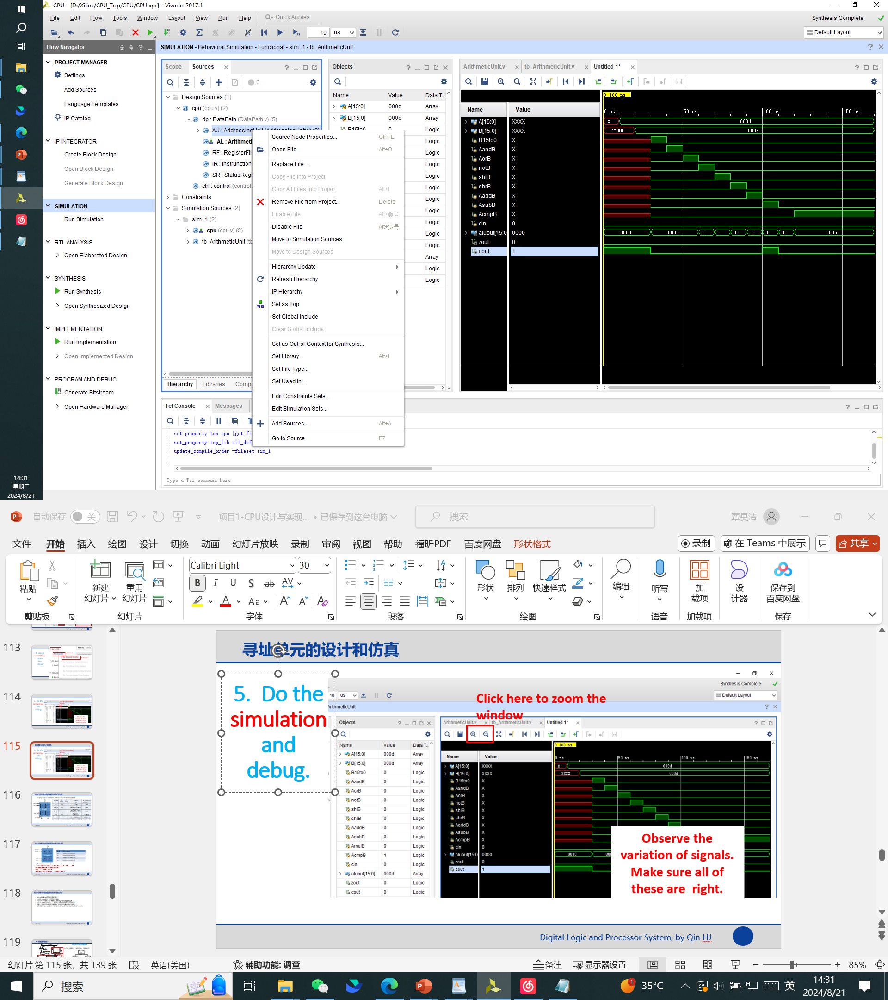 CPU - [D:/Xilinx/CPU_Top/CPU/CPU.xpr] - Vivado 2017.1
File Edit Flow Tools Window Layout View Run Help Quick Access
Synthesis Complete
10 us
Default Layout
Flow Navigator
SIMULATION - Behavioral Simulation - Functional - sim_1 - tb_ArithmeticUnit
PROJECT MANAGER
Settings
Add Sources
Language Templates
IP Catalog
IP INTEGRATOR
Create Block Design
Open Block Design
Generate Block Design
SIMULATION
Run Simulation
RTL ANALYSIS
Open Elaborated Design
SYNTHESIS
Run Synthesis
Open Synthesized Design
IMPLEMENTATION
Run Implementation
Open Implemented Design
PROGRAM AND DEBUG
Generate Bitstream
Open Hardware Manager
14:31
星期三
2024/8/21
Scope Sources
0
Design Sources (1)
cpu (cpu.v) (2)
dp : DataPath (DataPath.v) (5)
AU : AddressingUnit (AddressingUnit.v)
AL : Arithmeti
RF : RegisterFil
IR : Instrunction
SR : StatusRegi
ctrl : control (control.
Constraints
Simulation Sources (2)
sim_1 (2)
cpu (cpu.v) (2)
tb_ArithmeticUnit (tb
Hierarchy Libraries Compi
Source Node Properties... Ctrl+E
Open File Alt+O
Replace File...
Copy File Into Project
Copy All Files Into Project Alt+I
Remove File from Project... Delete
Enable File Alt+等号
Disable File Alt+减号
Move to Simulation Sources
Move to Design Sources
Hierarchy Update
Refresh Hierarchy
IP Hierarchy
Set as Top
Set Global Include
Clear Global Include
Set as Out-of-Context for Synthesis...
Set Library... Alt+L
Set File Type...
Set Used In...
Edit Constraints Sets...
Edit Simulation Sets...
Add Sources... Alt+A
Go to Source F7
Objects
Name Value Data T..
A[15:0] 000d Array
B[15:0] 000d Array
B15to0 0 Logic
Logic
Logic
Logic
Logic
Logic
Logic
Logic
Logic
Logic
Logic
Array
Logic
Logic
ArithmeticUnit.v tb_ArithmeticUnit.v Untitled 1*
0.100 ns
Name Value
0 ns 50 ns 100 ns 150 ns
A[15:0] XXXX X 000d
B[15:0] XXXX XXXX 000d
B15to0 X
AandB X
AorB X
notB X
shlB X
shrB X
AaddB X
AsubB X
AcmpB X
cin 0
aluout[15:0 0000 0000 000d f 0 8 0 0 0 000d
zout 0
cout 1
Tcl Console Messages
set_property top cpu [get_fi
set_property top_lib xil_def
update_compile_order -fileset sim_1
Type a Tcl command here
自动保存 关 项目1-CPU设计与实现... • 已保存到这台电脑 搜索 覃昊洁
文件 开始 插入 绘图 设计 切换 动画 幻灯片放映 录制 审阅 视图 帮助 福昕PDF 百度网盘 形状格式 录制 在 Teams 中展示 共享
粘贴
新建
幻灯片
重用
幻灯片
Calibri Light 30
B I U S ab AV
A Aa A A A
形状 排列 快速样式 编辑 听写
加
载项
设
计器
保存到
百度网盘
剪贴板 幻灯片 字体 段落 绘图 语音 加载项 保存
113
114
115
116
117
118
119
寻址单元的设计和仿真
5. Do the
simulation
and
debug.
Synthesis Complete
10 us
Default Layout
ArithmeticUnit
Click here to zoom the
window
Objects
ArithmeticUnit.v tb_ArithmeticUnit.v Untitled 1*
Name Value Data T..
A[15:0] 000d Array
B[15:0] 000d Array
B15to0 0 Logic
AandB 0 Logic
AorB 0 Logic
notB 0 Logic
shlB 0 Logic
shrB 0 Logic
AaddB 0 Logic
AsubB 0 Logic
AmulB 0 Logic
AcmpB 1 Logic
cin 0 Logic
aluout[15:0] 000d Array
zout 0 Logic
cout 0 Logic
0.100 ns
Name Value
0 ns 50 ns 100 ns 150 ns
A[15:0] XXXX X 000d
B[15:0] XXXX XXXX 000d
B15to0 X
AandB X
AorB X
notB X
shlB X
shrB X
AaddB X
AsubB X
AcmpB X
cin 0
aluout[15:0 0000 0000
zout 0
cout 1
Observe the
variation of signals.
Make sure all of
these are right.
Digital Logic and Processor System, by Qin HJ
幻灯片 第 115 张，共 139 张 英语(美国) 辅助功能: 调查 备注 显示器设置 85%
搜索
1 35°C 英
14:31
2024/8/21